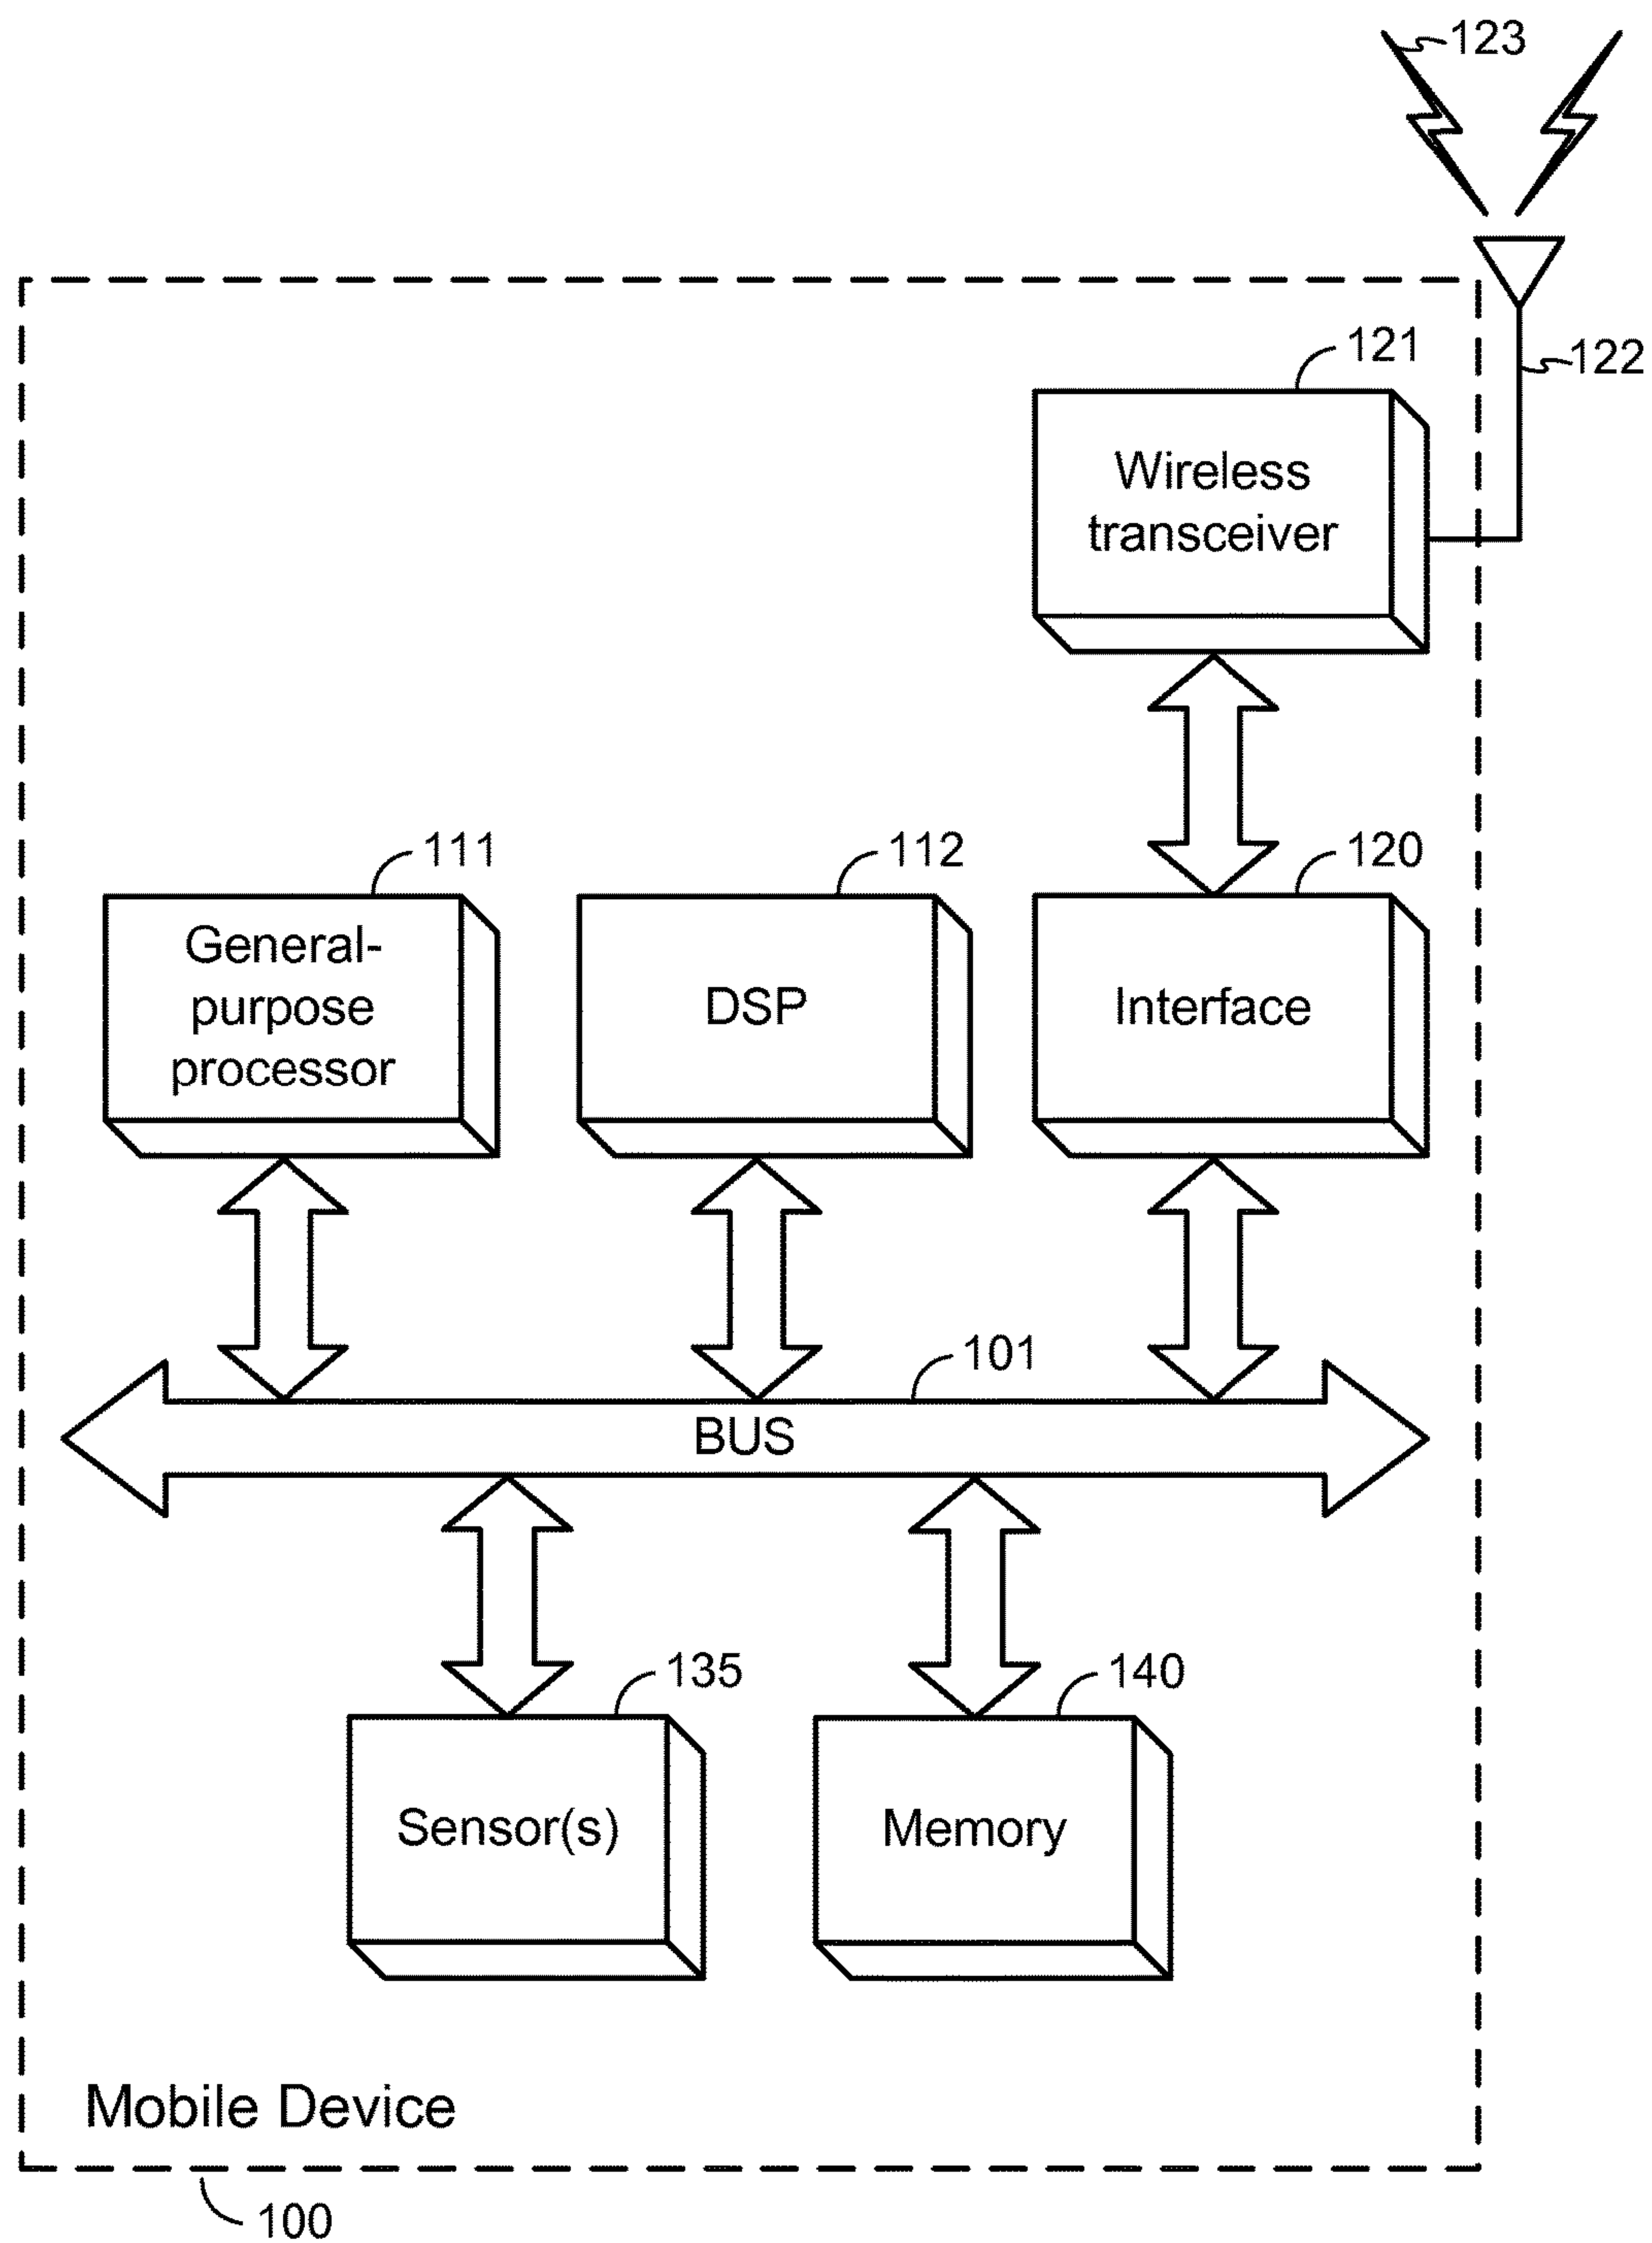 123
121
122
Wireless
transceiver
111
112
120
General-
purpose
processor
DSP
Interface
101
BUS
135
140
Sensor(s)
Memory
Mobile Device
100